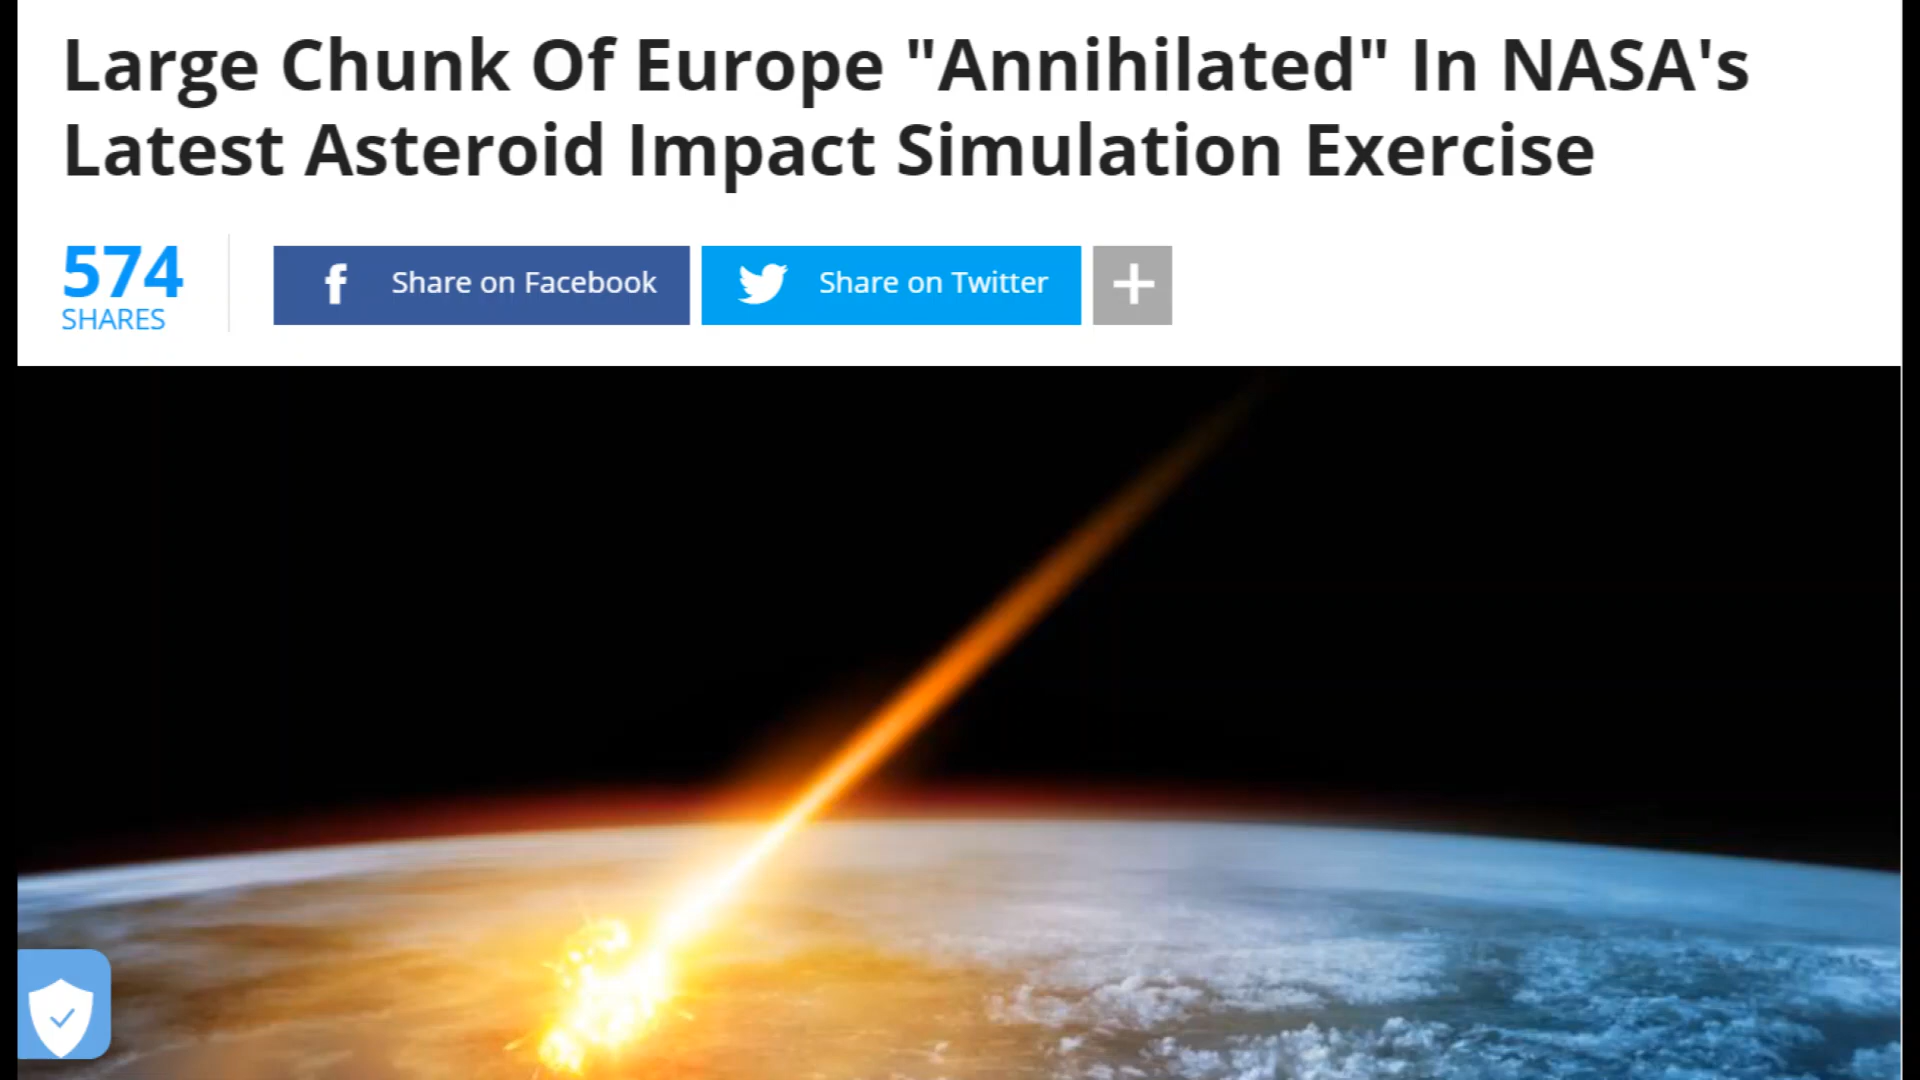 Large Chunk Of Europe "Annihilated" In NASA's
Latest Asteroid Impact Simulation Exercise
574
SHARES
f Share on Facebook
Share on Twitter
+